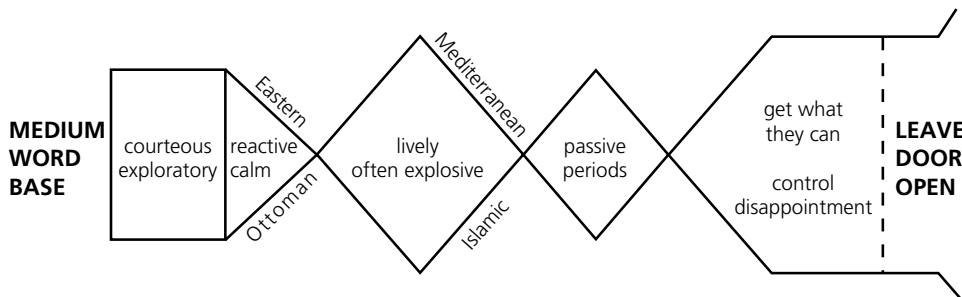 MEDIUM
WORD
BASE
courteous
exploratory
reactive
calm
Eastern
Ottoman
lively
often explosive
Mediterranean
Islamic
passive
periods
get what
they can
control
disappointment
LEAVE
DOOR
OPEN